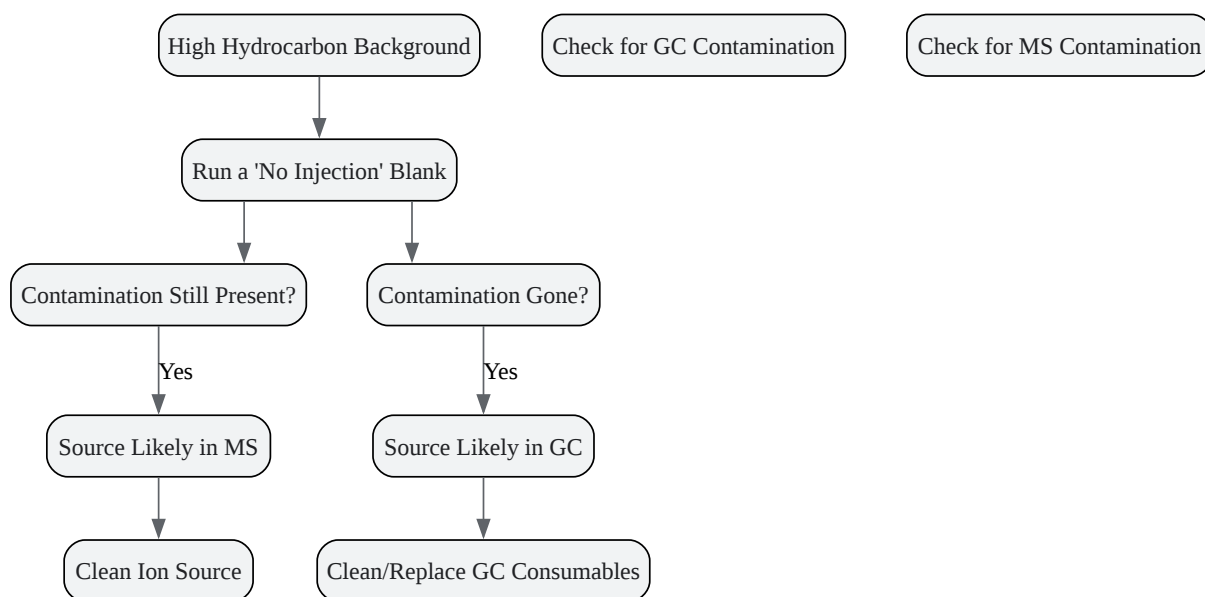 High Hydrocarbon Background
Check for GC Contamination
Check for MS Contamination
Run a 'No Injection' Blank
Contamination Still Present?
Contamination Gone?
Yes
Yes
Source Likely in MS
Source Likely in GC
Clean Ion Source
Clean/Replace GC Consumables